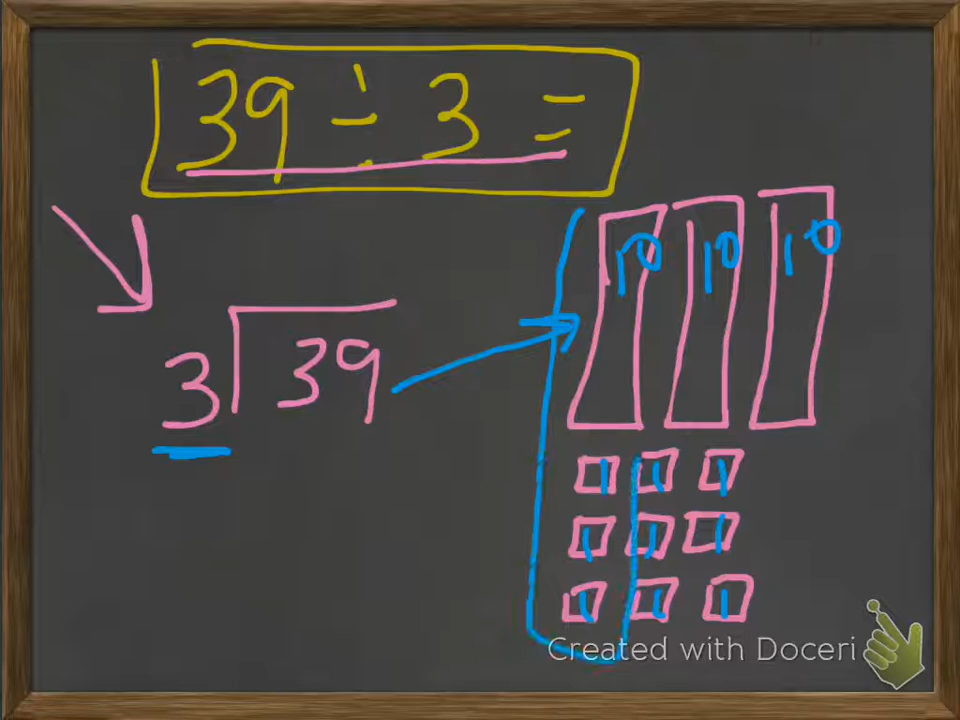 39 ÷ 3 =
10 10 10
3 39
1 1 1
1 1 1
1 1 1
Created with Doceri